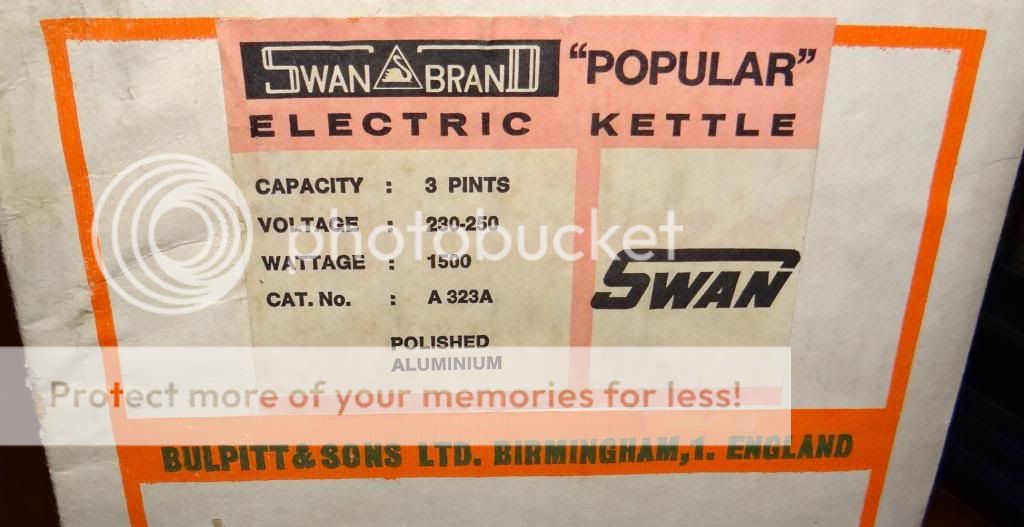 SWAN BRAND "POPULAR"
ELECTRIC KETTLE
CAPACITY : 3 PINTS
VOLTAGE : 230-250
WATTAGE : 1500
CAT. No. : A 323A
POLISHED
ALUMINIUM
SWAN
photobucket
Protect more of your memories for less!
BULPITT & SONS LTD. BIRMINGHAM, 1. ENGLAND